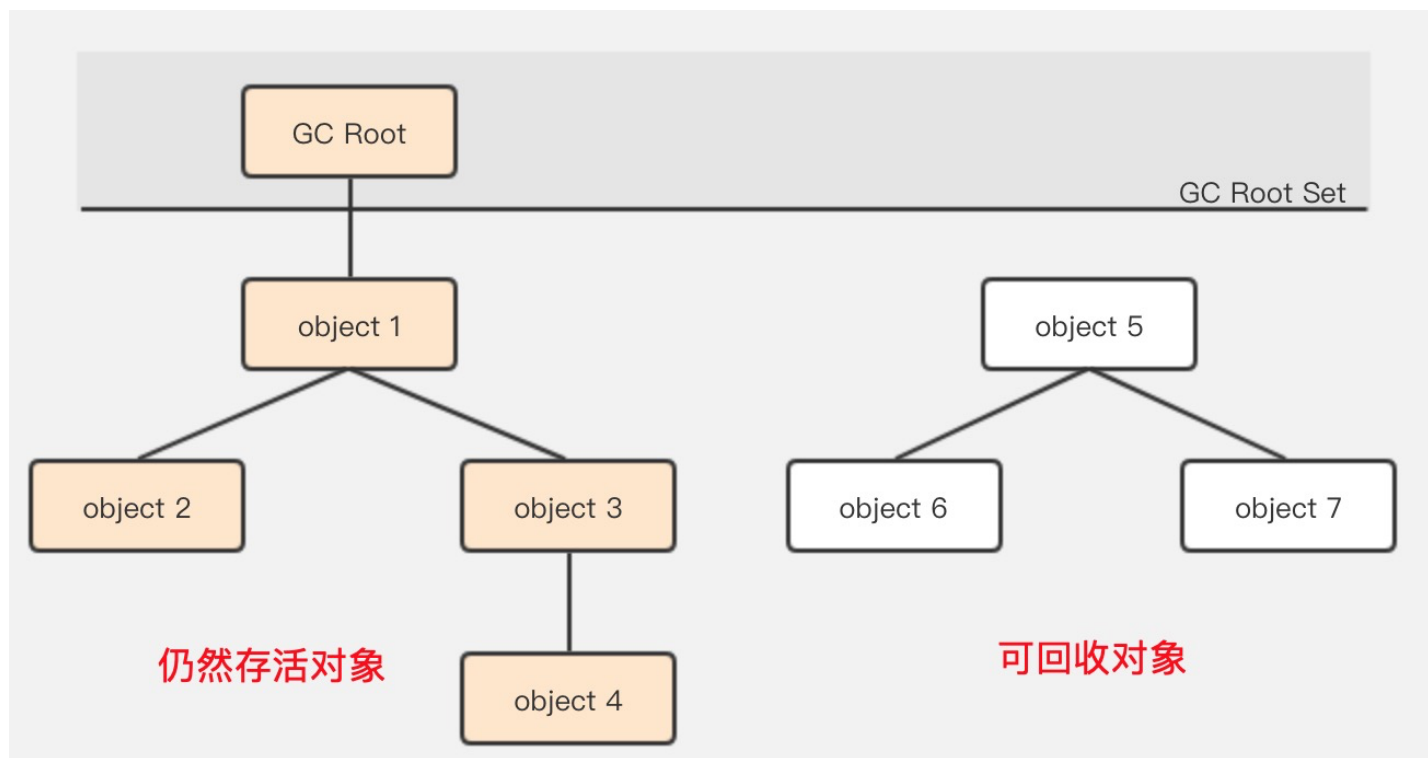 GC Root
GC Root Set
object 1
object 5
object 2
object 3
object 6
object 7
仍然存活对象
可回收对象
object 4